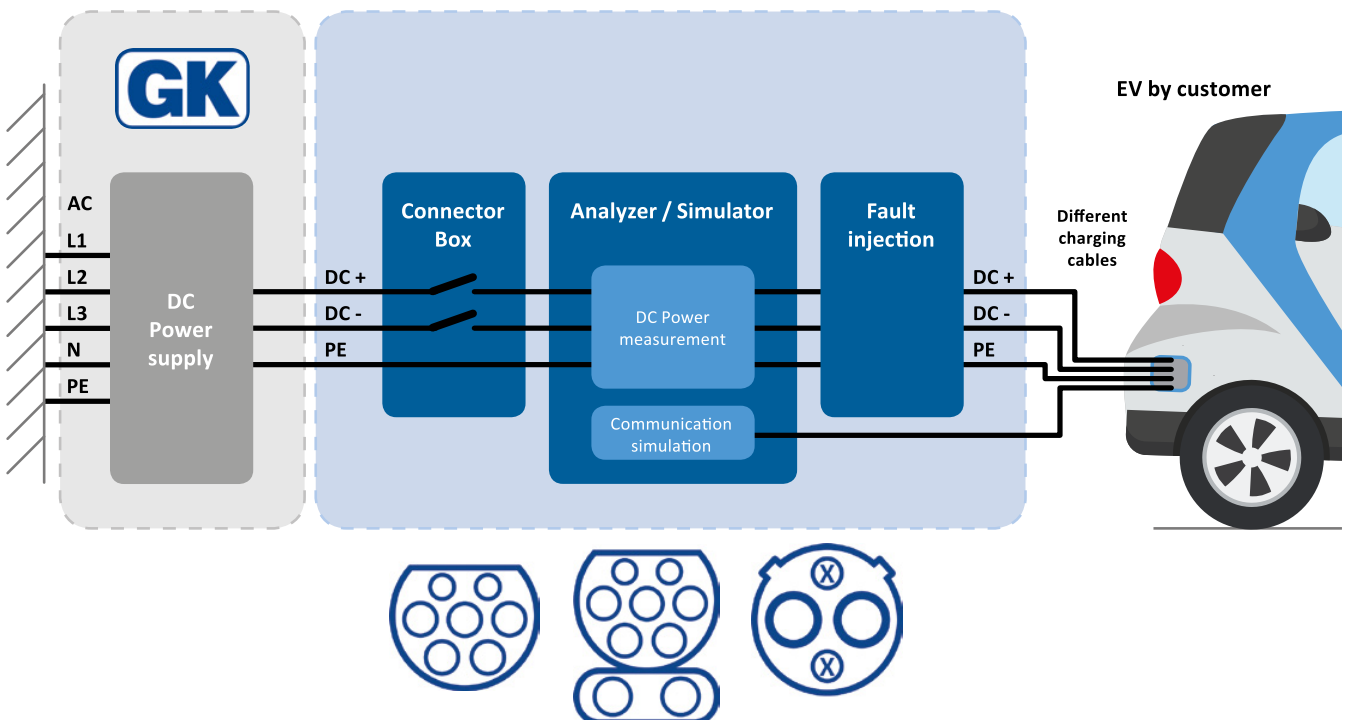 GK
EV by customer
AC
L1
L2
L3
N
PE
DC
Power
supply
DC +
DC -
PE
Connector
Box
Analyzer / Simulator
DC Power
measurement
Communication
simulation
Fault
injection
DC +
DC -
PE
Different
charging
cables
X
X